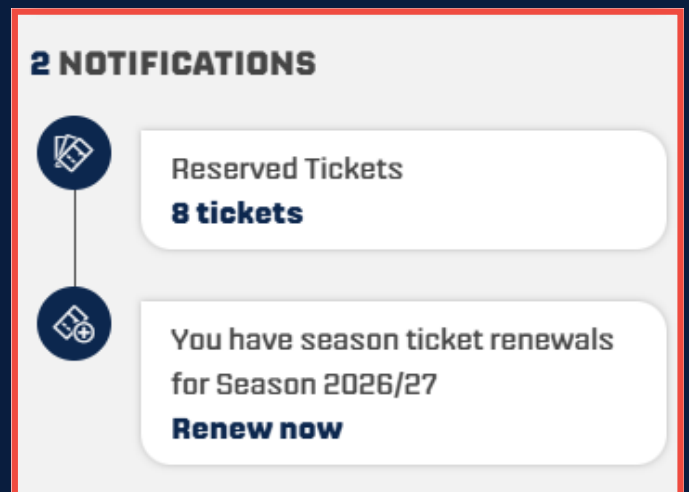 2 NOTIFICATIONS
Reserved Tickets
8 tickets
You have season ticket renewals
for Season 2026/27
Renew now